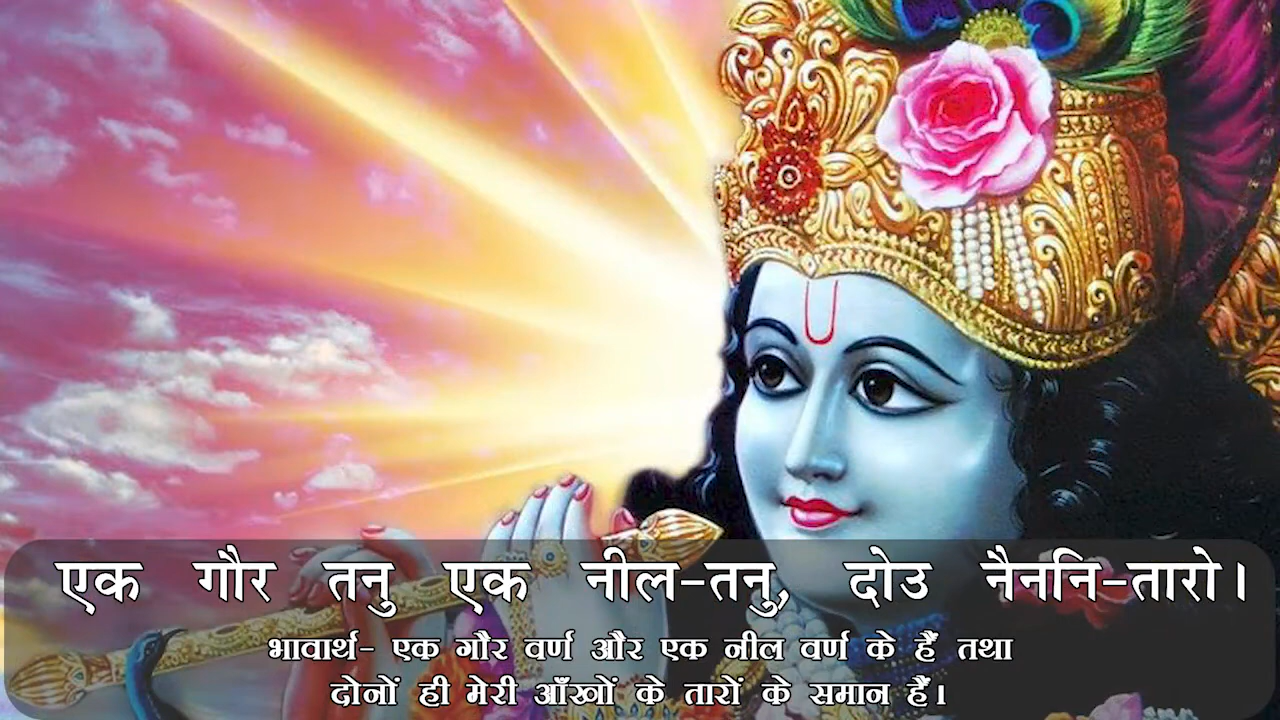 एक गौर तनु एक नील-तनु, दोउ नैननि-तारो।
भावार्थ- एक गौर वर्ण और एक नील वर्ण के हैं तथा
दोनों ही मेरी आँखों के तारों के समान हैं।